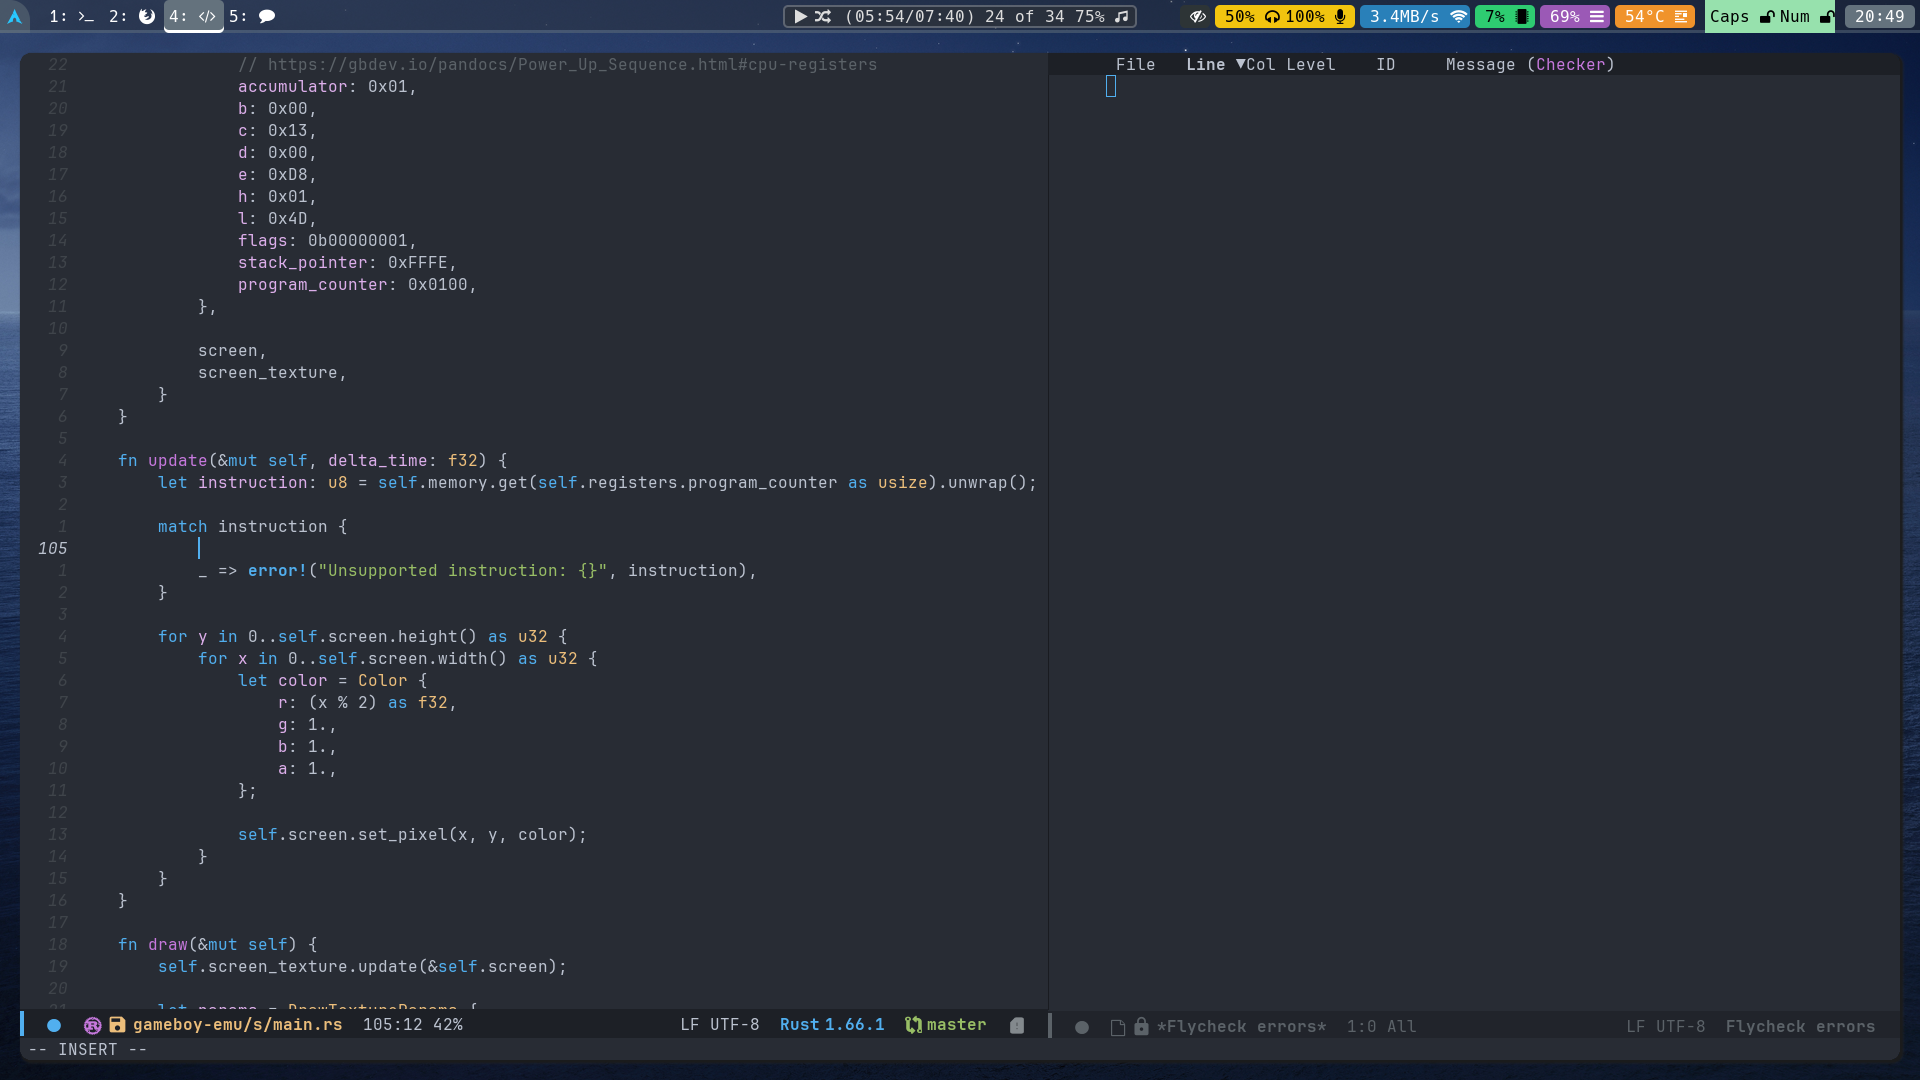 1: >_ 2: 4: </> 5: (05:54/07:40) 24 of 34 75% 50% 100% 3.4MB/s 7% 69% 54°C Caps Num 20:49
22 // https://gbdev.io/pandocs/Power_Up_Sequence.html#cpu-registers
21 accumulator: 0x01,
20 b: 0x00,
19 c: 0x13,
18 d: 0x00,
17 e: 0xD8,
16 h: 0x01,
15 l: 0x4D,
14 flags: 0b00000001,
13 stack_pointer: 0xFFFE,
12 program_counter: 0x0100,
11 },
10
9 screen,
8 screen_texture,
7 }
6 }
5
4 fn update(&mut self, delta_time: f32) {
3 let instruction: u8 = self.memory.get(self.registers.program_counter as usize).unwrap();
2
1 match instruction {
105
1 _ => error!("Unsupported instruction: {}", instruction),
2 }
3
4 for y in 0..self.screen.height() as u32 {
5 for x in 0..self.screen.width() as u32 {
6 let color = Color {
7 r: (x % 2) as f32,
8 g: 1.,
9 b: 1.,
10 a: 1.,
11 };
12
13 self.screen.set_pixel(x, y, color);
14 }
15 }
16 }
17
18 fn draw(&mut self) {
19 self.screen_texture.update(&self.screen);
20
21 let params = DrawTextureParams {
gameboy-emu/s/main.rs 105:12 42% LF UTF-8 Rust 1.66.1 master
-- INSERT --
File Line ▼Col Level ID Message (Checker)
*Flycheck errors* 1:0 All LF UTF-8 Flycheck errors